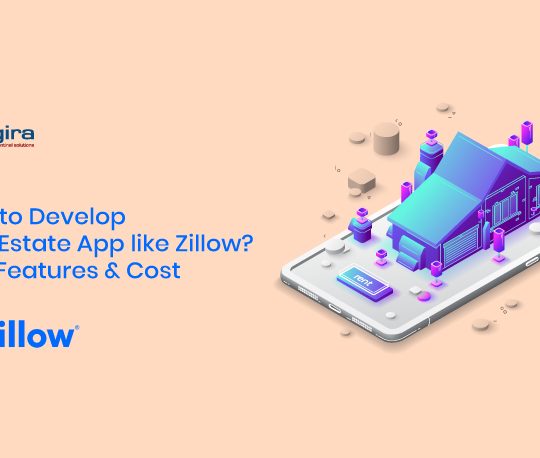 gira
to Develop
Estate App like Zillow?
Features & Cost
illow®
rent